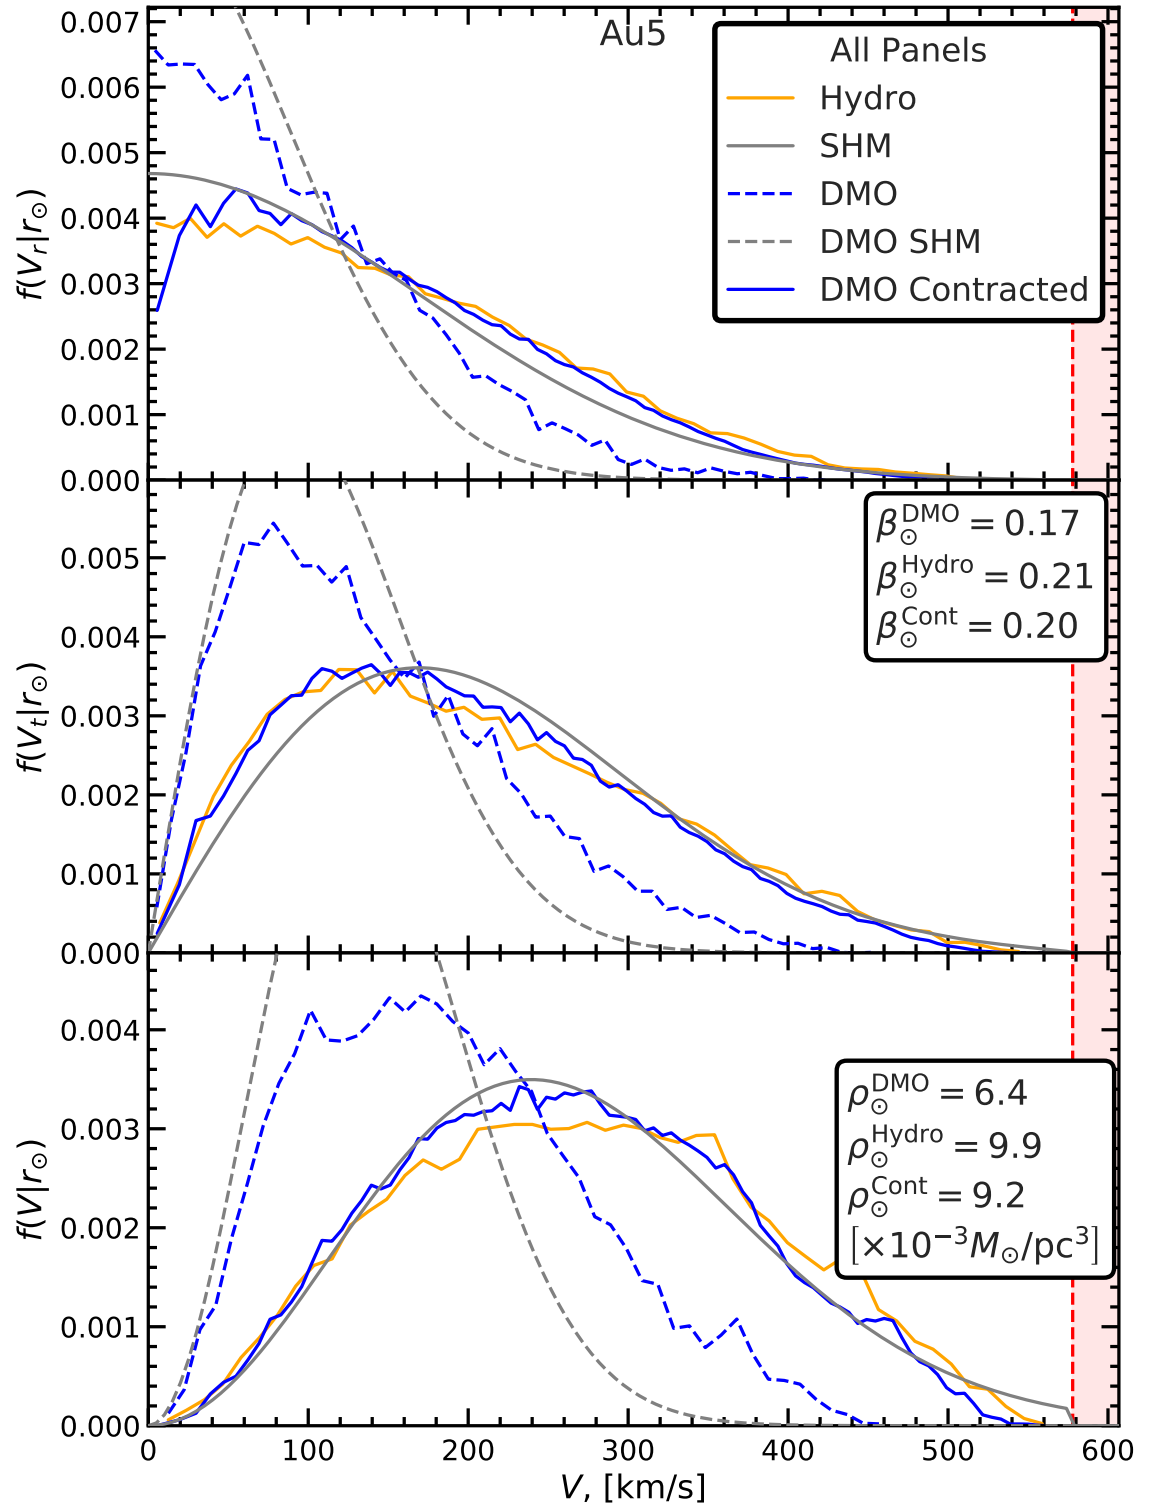 Au5
All Panels
Hydro
SHM
DMO
DMO SHM
DMO Contracted
0.007
0.006
0.005
0.004
0.003
0.002
0.001
0.000
f(V_r|r_⊙)
β_⊙^DMO = 0.17
β_⊙^Hydro = 0.21
β_⊙^Cont = 0.20
0.005
0.004
0.003
0.002
0.001
0.000
f(V_t|r_⊙)
ρ_⊙^DMO = 6.4
ρ_⊙^Hydro = 9.9
ρ_⊙^Cont = 9.2
[×10⁻³M_⊙/pc³]
0.004
0.003
0.002
0.001
0.000
f(V|r_⊙)
0 100 200 300 400 500 600
V, [km/s]